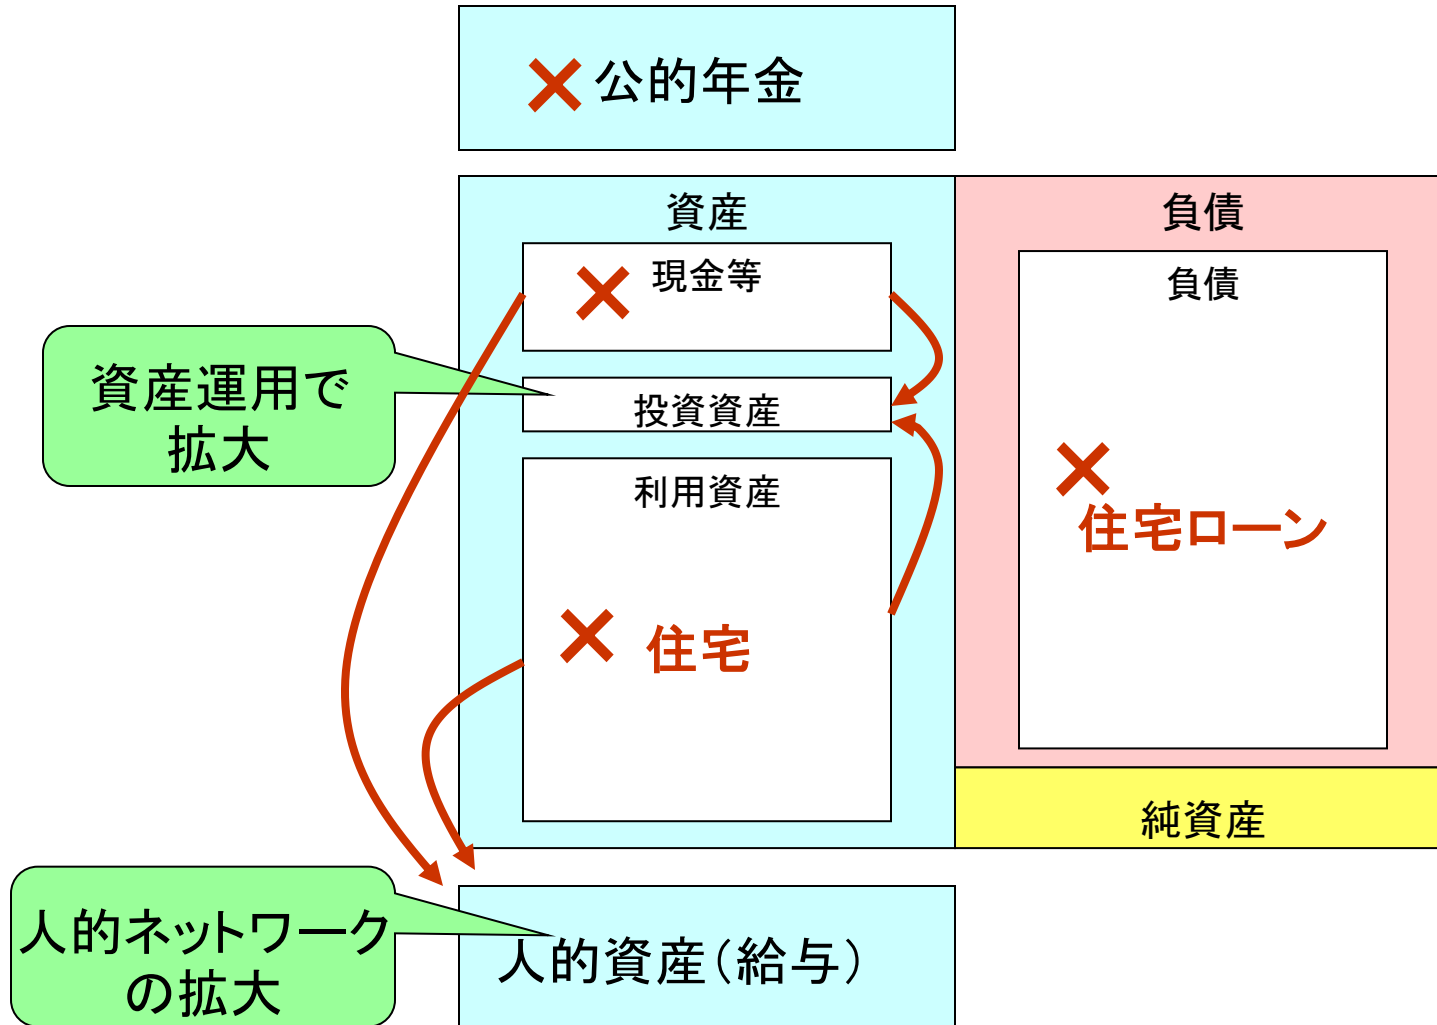 公的年金
資産
負債
現金等
負債
資産運用で
拡大
投資資産
利用資産
住宅ローン
住宅
純資産
人的ネットワーク
の拡大
人的資産（給与）